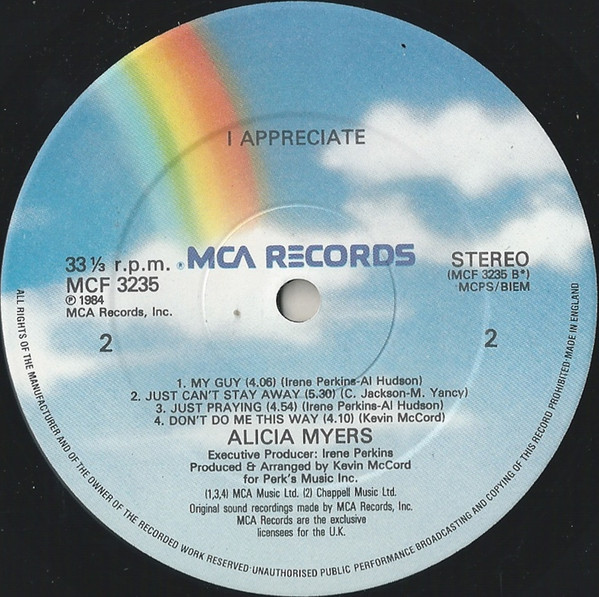 I APPRECIATE
MCA RECORDS
33⅓ r.p.m.
MCF 3235
℗ 1984
MCA Records, Inc.
STEREO
(MCF 3235 B*)
MCPS/BIEM
2
2
1. MY GUY (4.06) (Irene Perkins-Al Hudson)
2. JUST CAN'T STAY AWAY (5.30) (C. Jackson-M. Yancy)
3. JUST PRAYING (4.54) (Irene Perkins-Al Hudson)
4. DON'T DO ME THIS WAY (4.10) (Kevin McCord)
ALICIA MYERS
Executive Producer: Irene Perkins
Produced & Arranged by Kevin McCord
for Perk's Music Inc.
(1,3,4) MCA Music Ltd. (2) Chappell Music Ltd.
Original sound recordings made by MCA Records, Inc.
MCA Records are the exclusive
licensees for the U.K.
ALL RIGHTS OF THE MANUFACTURER AND OF THE OWNER OF THE RECORDED WORK RESERVED·UNAUTHORISED PUBLIC PERFORMANCE BROADCASTING AND COPYING OF THIS RECORD PROHIBITED·MADE IN ENGLAND